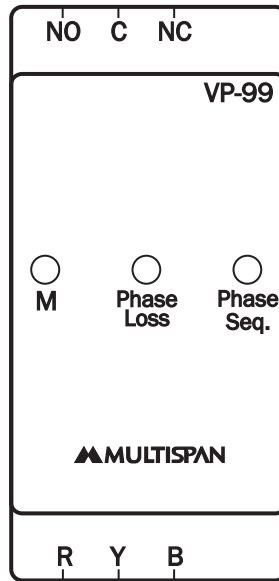 NO C NC
VP-99
M Phase Loss Phase Seq.
MULTISPAN
R Y B